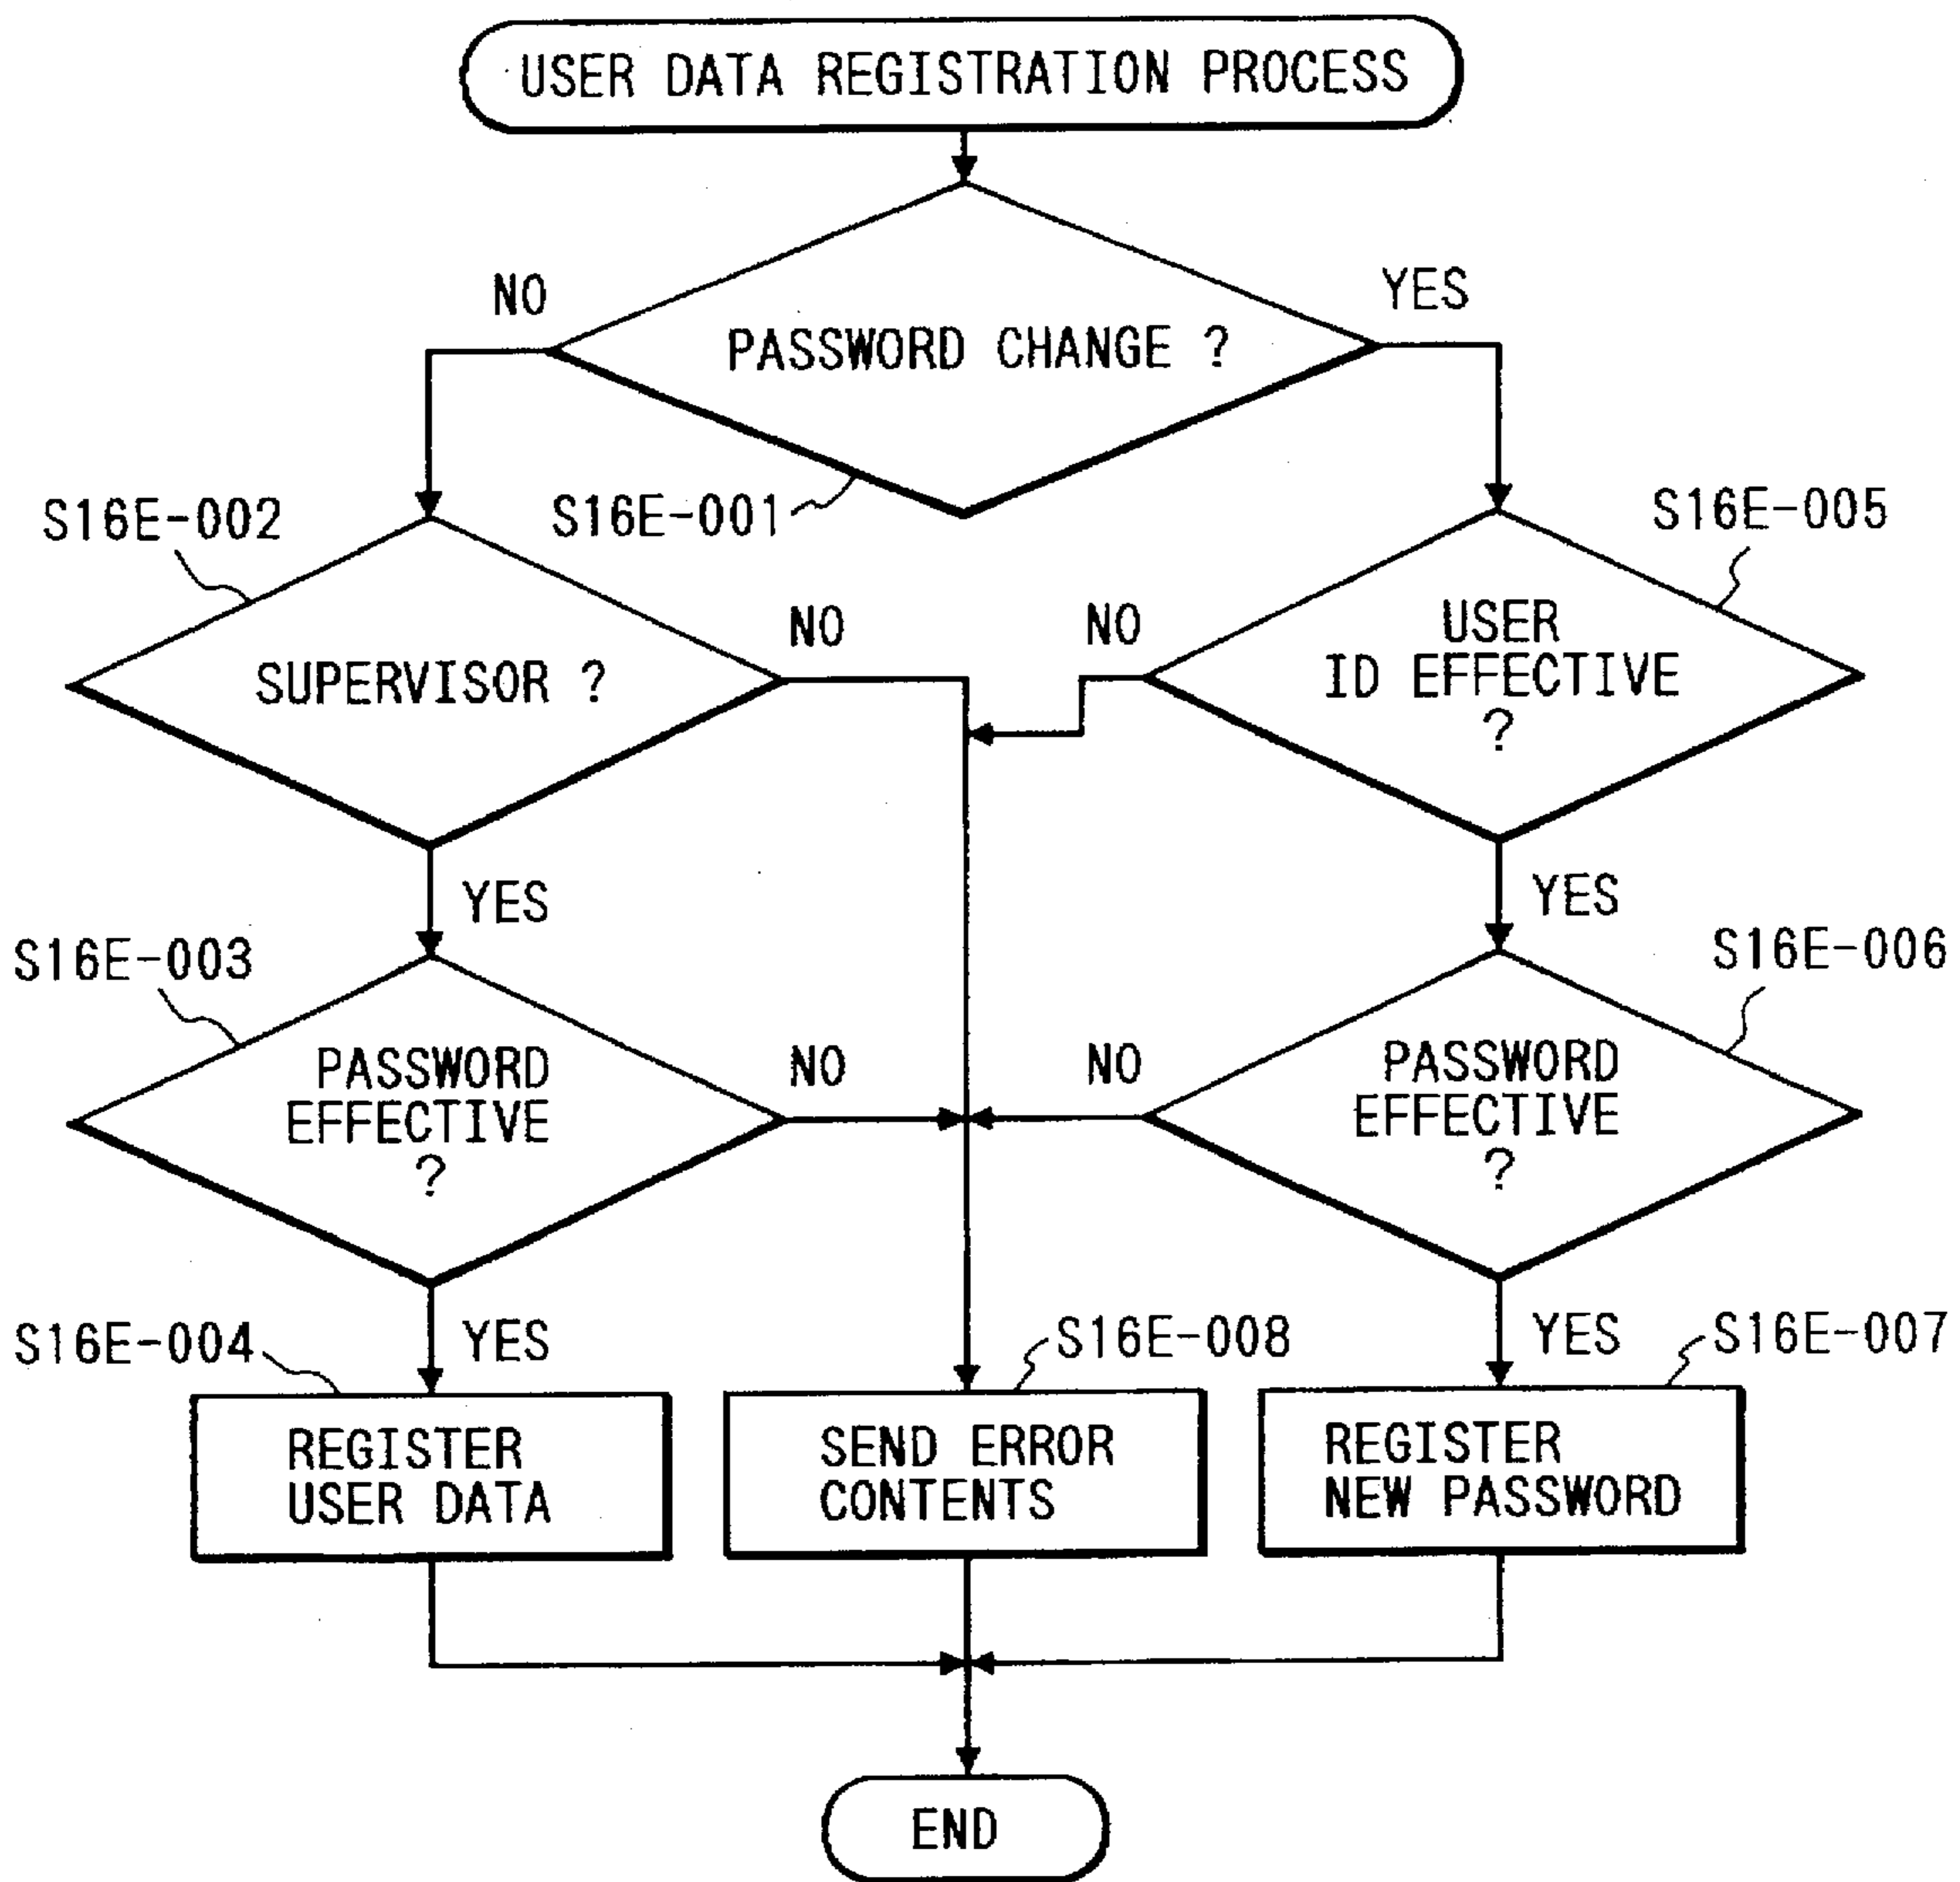 USER DATA REGISTRATION PROCESS
NO
YES
PASSWORD CHANGE ?
S16E-001
S16E-002
S16E-005
SUPERVISOR ?
NO
NO
USER
ID EFFECTIVE
?
YES
YES
S16E-003
S16E-006
PASSWORD
EFFECTIVE
?
NO
NO
PASSWORD
EFFECTIVE
?
S16E-004
YES
S16E-008
YES
S16E-007
REGISTER
USER DATA
SEND ERROR
CONTENTS
REGISTER
NEW PASSWORD
END